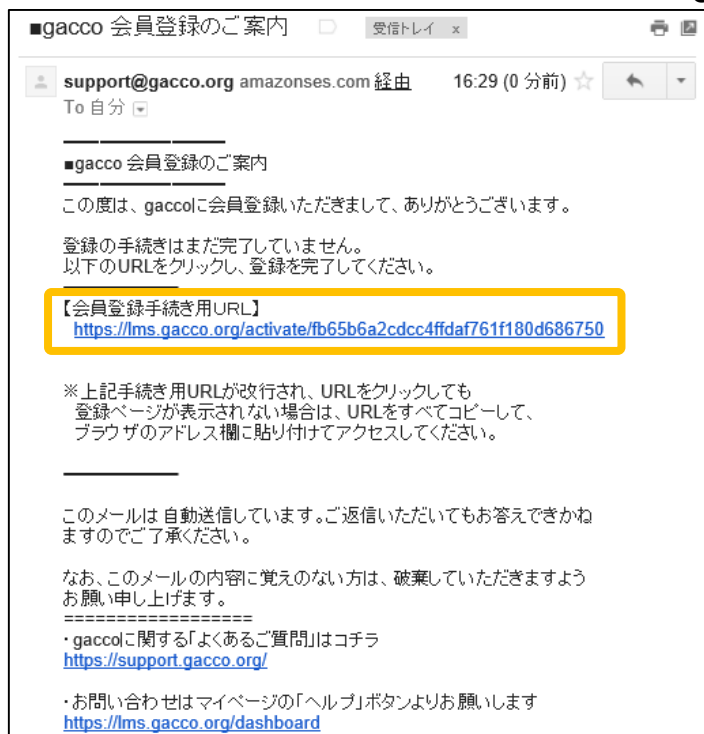 ■gacco 会員登録のご案内 受信トレイ x
support@gacco.org amazonses.com 経由 16:29 (0 分前)
To 自分
■gacco 会員登録のご案内
この度は、gaccoに会員登録いただきまして、ありがとうございます。
登録の手続きはまだ完了していません。
以下のURLをクリックし、登録を完了してください。
【会員登録手続き用URL】
https://lms.gacco.org/activate/fb65b6a2cdcc4ffdaf761f180d686750
※上記手続き用URLが改行され、URLをクリックしても
登録ページが表示されない場合は、URLをすべてコピーして、
ブラウザのアドレス欄に貼り付けてアクセスしてください。
このメールは自動送信しています。ご返信いただいてもお答えできかね
ますのでご了承ください。
なお、このメールの内容に覚えのない方は、破棄していただきますよう
お願い申し上げます。
==================
・gaccoに関する「よくあるご質問」はコチラ
https://support.gacco.org/
・お問い合わせはマイページの「ヘルプ」ボタンよりお願いします
https://lms.gacco.org/dashboard